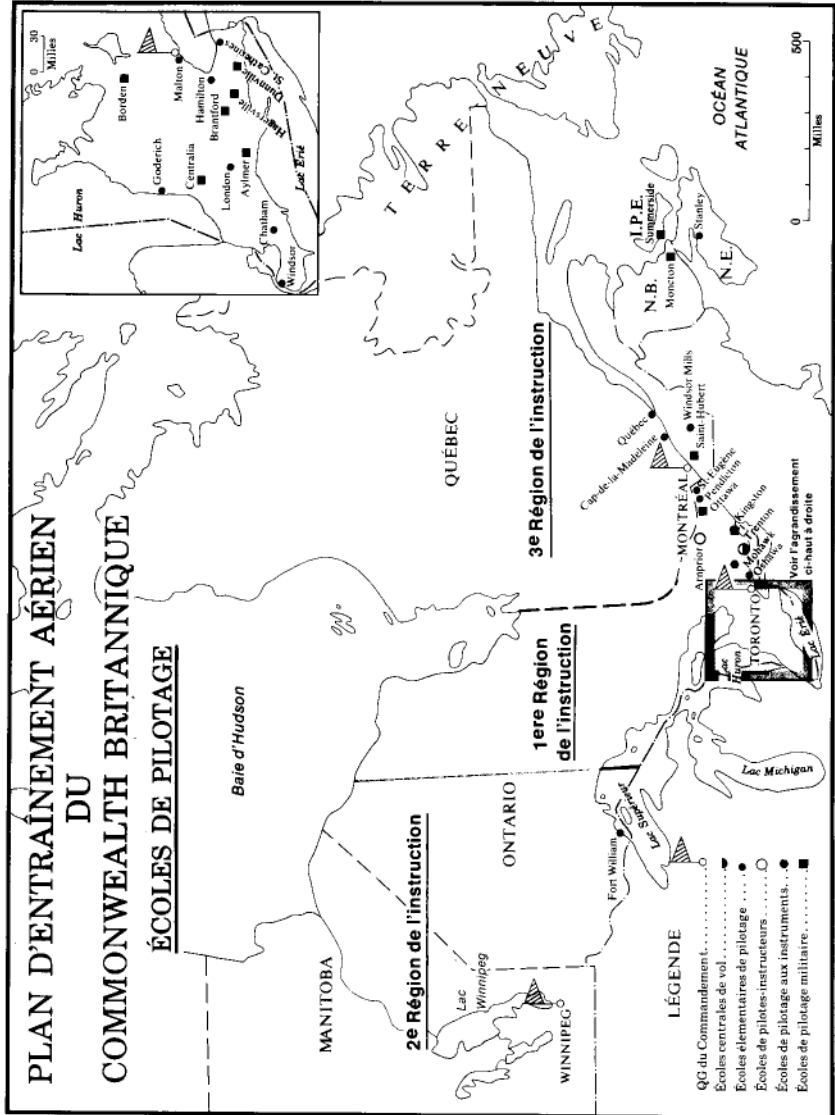 PLAN D'ENTRAÎNEMENT AÉRIEN
DU
COMMONWEALTH BRITANNIQUE
ÉCOLES DE PILOTAGE
Baie d'Hudson
MANITOBA
2e Région de l'instruction
Lac
Winnipeg
WINNIPEG
ONTARIO
1ere Région
de l'instruction
Fort William
Lac Supérieur
Lac Michigan
QUÉBEC
3e Région de l'instruction
TERRE NEUVE
Québec
Cap-de-la-Madeleine
Windsor Mills
Saint-Hubert
MONTRÉAL
St-Eugène
Pendleton
Ottawa
Arnprior
Kingston
Trenton
Mohawk
Oshawa
TORONTO
Lac
Huron
Lac Érié
Voir l'agrandissement
ci-haut à droite
N.B.
Moncton
I.P.E.
Summerside
N.E.
Stanley
OCÉAN
ATLANTIQUE
0 500
Milles
LÉGENDE
QG du Commandement
Écoles centrales de vol
Écoles élementaires de pilotage
Écoles de pilotes-instructeurs
Écoles de pilotage aux instruments
Écoles de pilotage militaire
0 30
Milles
Lac Huron
Borden
Goderich
Malton
Centralia
Hamilton
Brantford
St. Catherines
Dunnville
Hagersville
London
Aylmer
Lac Erié
Chatham
Windsor